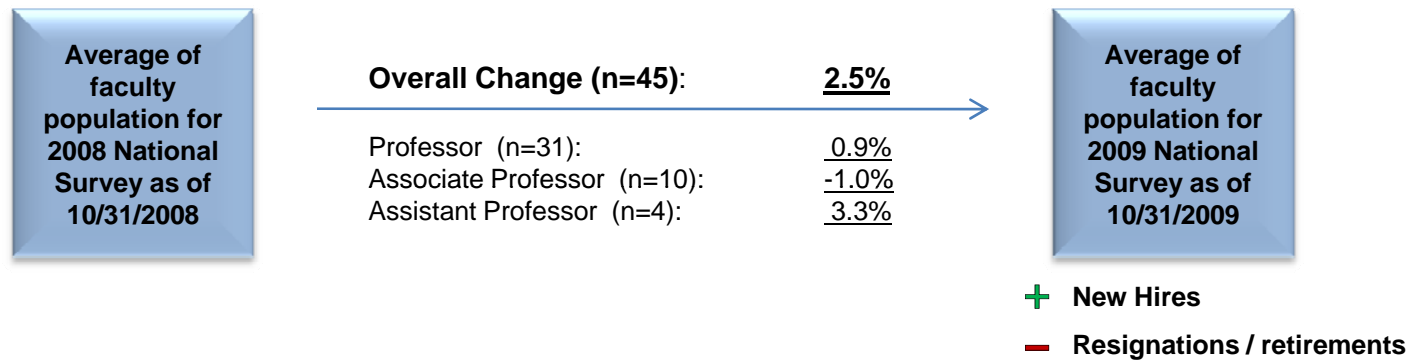 Average of
faculty
population for
2008 National
Survey as of
10/31/2008
Overall Change (n=45): 2.5%
Professor (n=31): 0.9%
Associate Professor (n=10): -1.0%
Assistant Professor (n=4): 3.3%
Average of
faculty
population for
2009 National
Survey as of
10/31/2009
+ New Hires
– Resignations / retirements